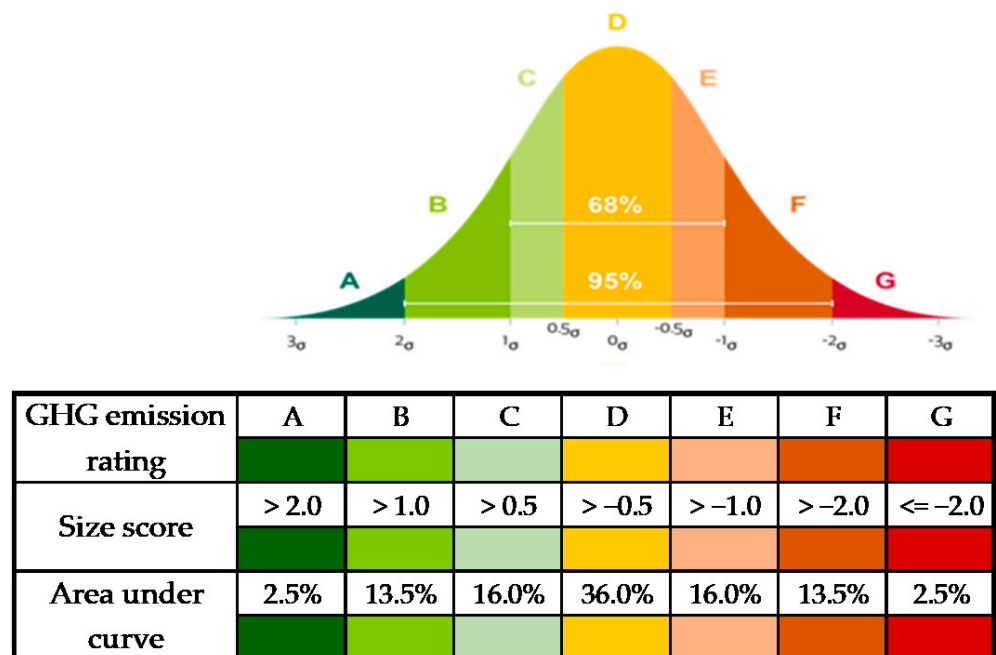 D
C E
B 68% F
A 95% G
3σ 2σ 1σ 0.5σ 0σ -0.5σ -1σ -2σ -3σ
GHG emission rating A B C D E F G
Size score > 2.0 > 1.0 > 0.5 > –0.5 > –1.0 > –2.0 <= –2.0
Area under curve 2.5% 13.5% 16.0% 36.0% 16.0% 13.5% 2.5%